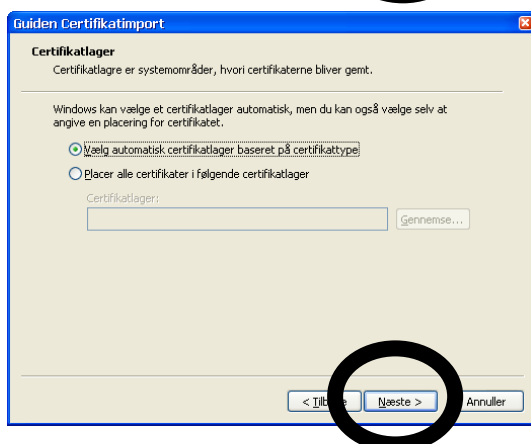 Guiden Certifikatimport
Certifikatlager
Certifikatlagre er systemområder, hvori certifikaterne bliver gemt.
Windows kan vælge et certifikatlager automatisk, men du kan også vælge selv at
angive en placering for certifikatet.
Vælg automatisk certifikatlager baseret på certifikattype
Placer alle certifikater i følgende certifikatlager
Certifikatlager:
Gennemse...
< Næste > Annuller